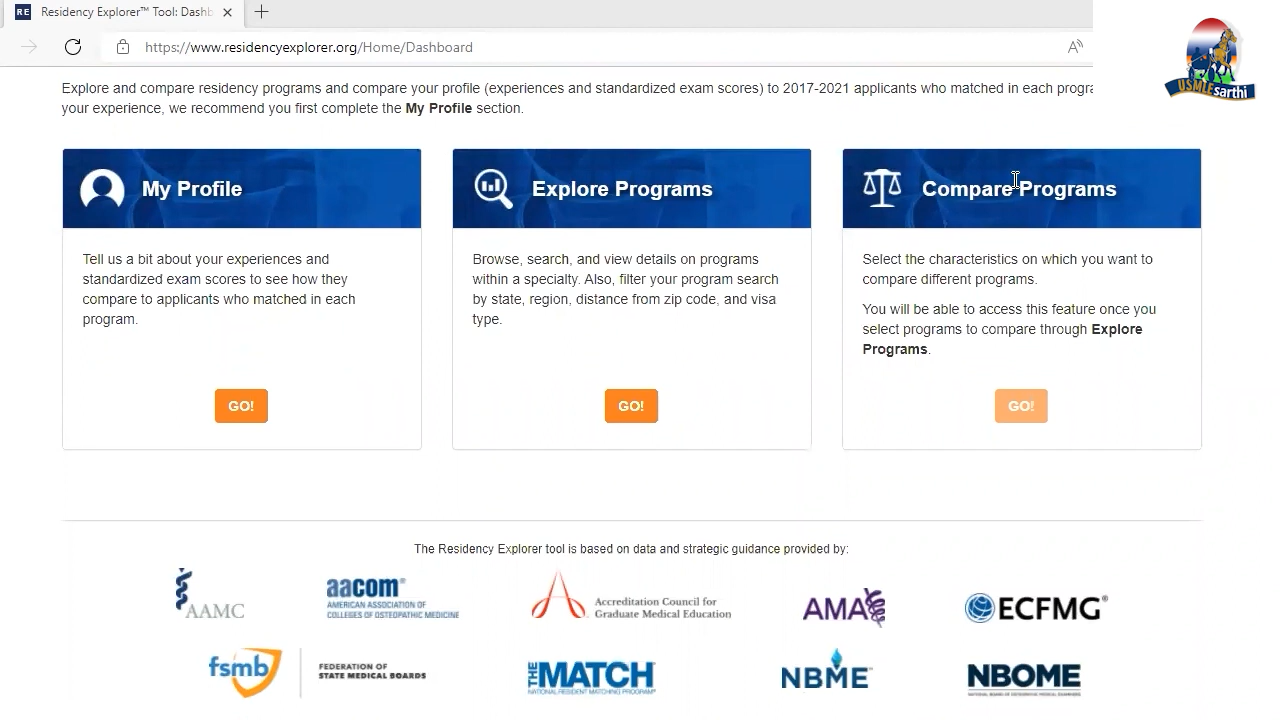 RE Residency Explorer™ Tool: Dashb
https://www.residencyexplorer.org/Home/Dashboard
USMLE sarthi
Explore and compare residency programs and compare your profile (experiences and standardized exam scores) to 2017-2021 applicants who matched in each progra
your experience, we recommend you first complete the My Profile section.
My Profile
Tell us a bit about your experiences and
standardized exam scores to see how they
compare to applicants who matched in each
program.
GO!
Explore Programs
Browse, search, and view details on programs
within a specialty. Also, filter your program search
by state, region, distance from zip code, and visa
type.
GO!
Compare Programs
Select the characteristics on which you want to
compare different programs.
You will be able to access this feature once you
select programs to compare through Explore
Programs.
GO!
The Residency Explorer tool is based on data and strategic guidance provided by:
AAMC
aacom®
AMERICAN ASSOCIATION OF
COLLEGES OF OSTEOPATHIC MEDICINE
Accreditation Council for
Graduate Medical Education
AMA
ECFMG®
fsmb
FEDERATION OF
STATE MEDICAL BOARDS
THE MATCH
NATIONAL RESIDENT MATCHING PROGRAM®
NBME
NBOME
NATIONAL BOARD OF OSTEOPATHIC MEDICAL EXAMINERS